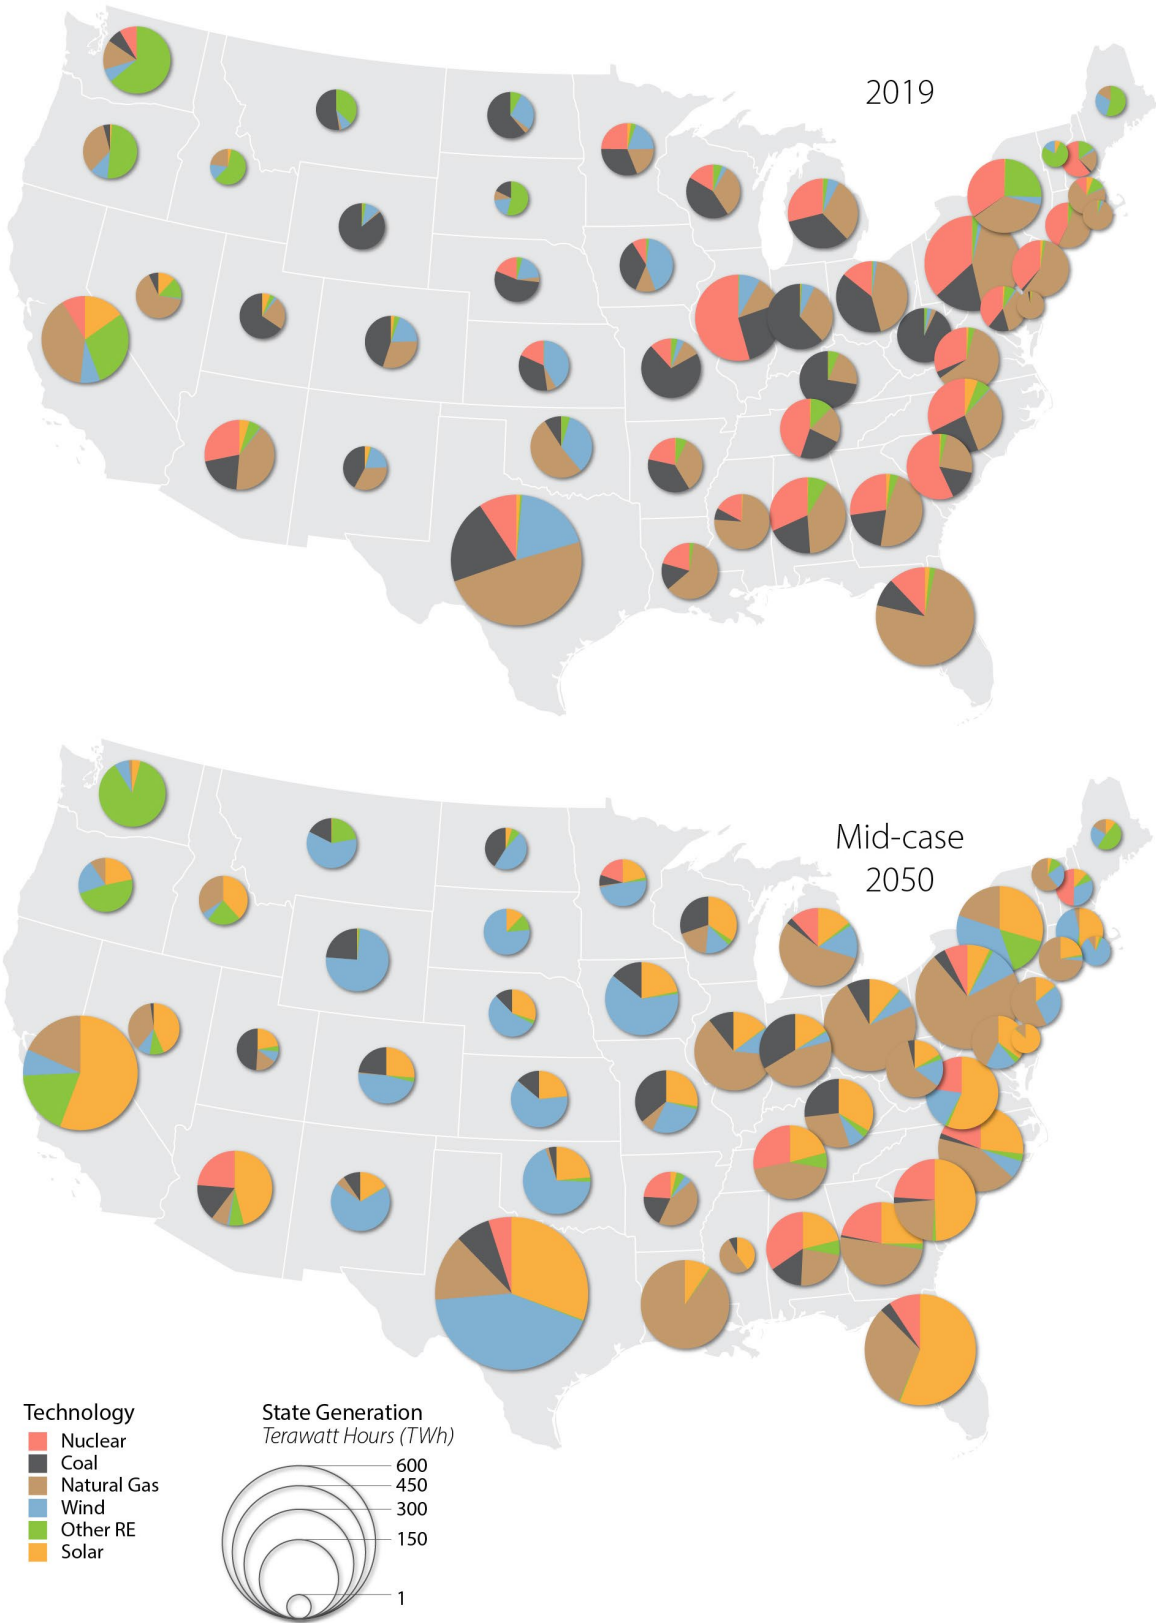 2019
Mid-case
2050
Technology
Nuclear
Coal
Natural Gas
Wind
Other RE
Solar
State Generation
Terawatt Hours (TWh)
600
450
300
150
1